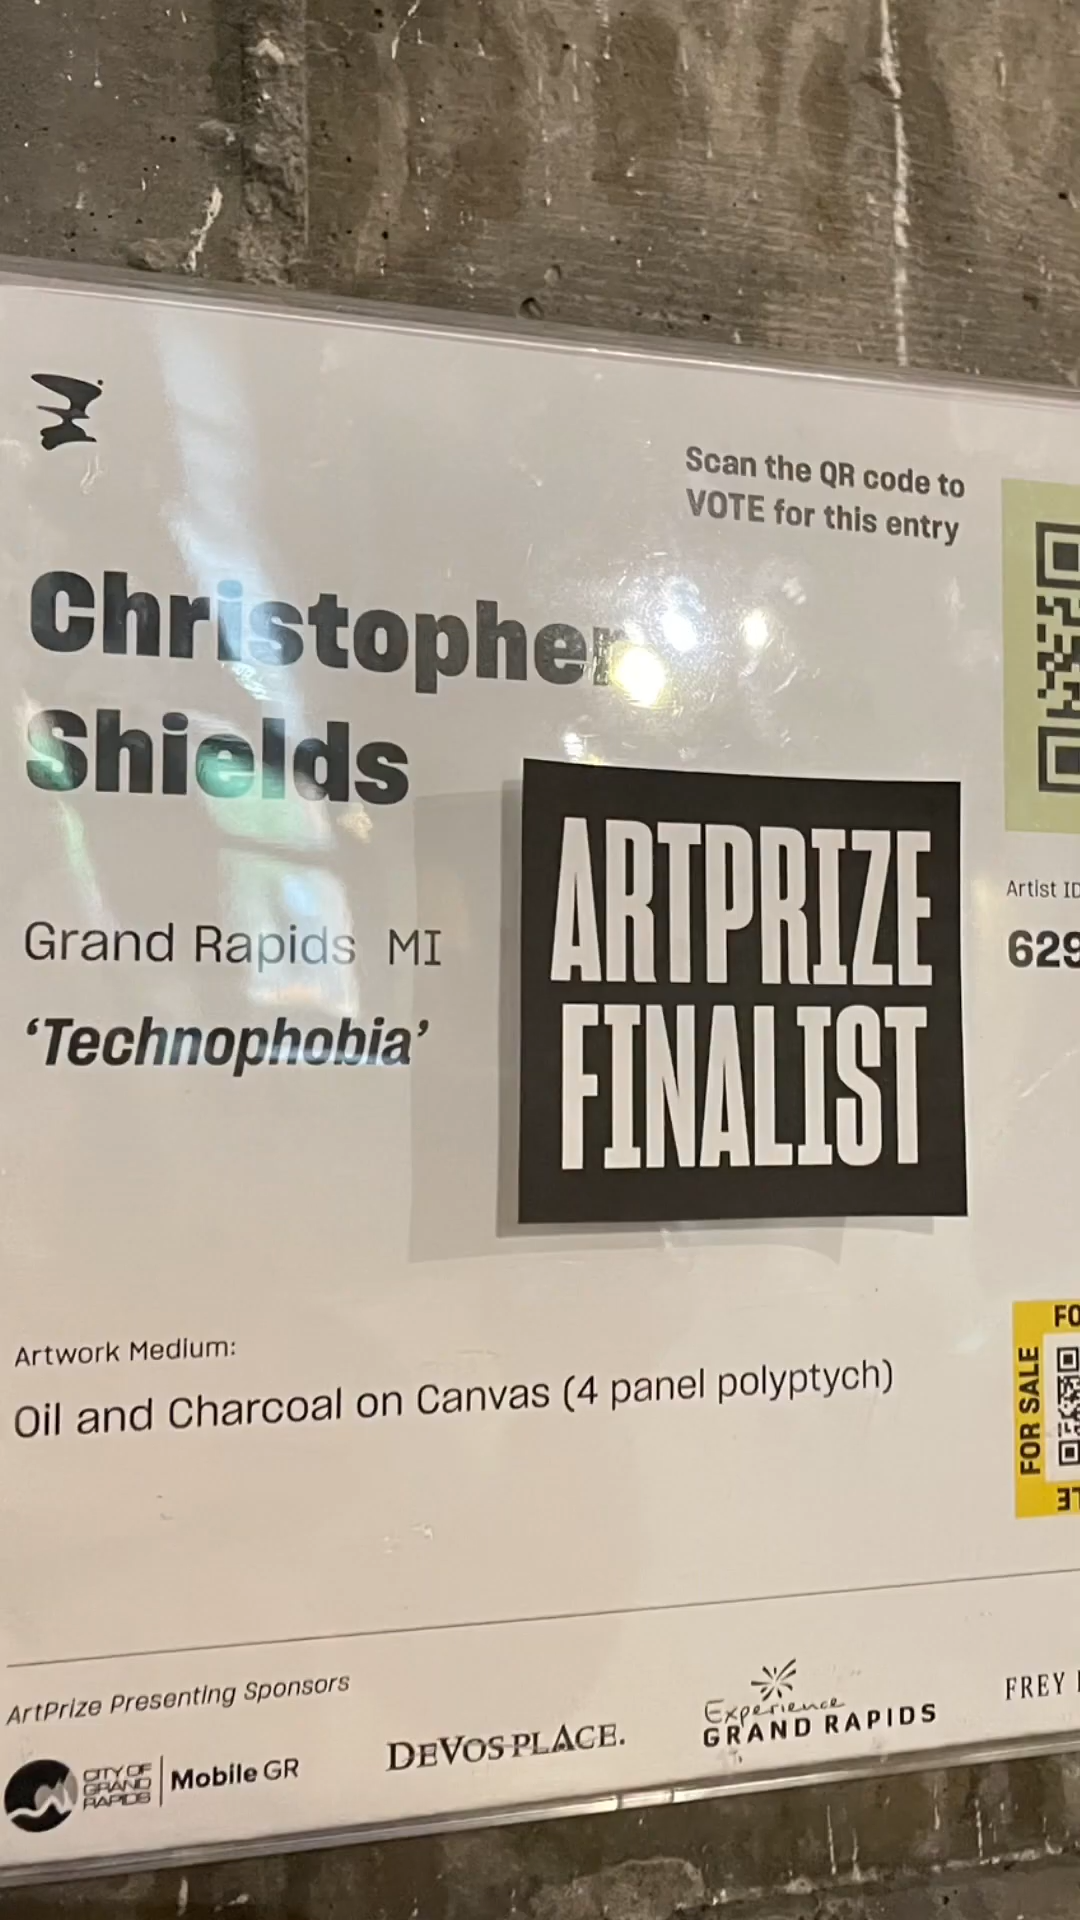 Scan the QR code to
VOTE for this entry
Christopher
Shields
Grand Rapids MI
‘Technophobia’
ARTPRIZE
FINALIST
Artist ID
629
Artwork Medium:
Oil and Charcoal on Canvas (4 panel polyptych)
FOR SALE
ArtPrize Presenting Sponsors
CITY OF
GRAND
RAPIDS
Mobile GR
DEVOS PLACE.
Experience
GRAND RAPIDS
FREY